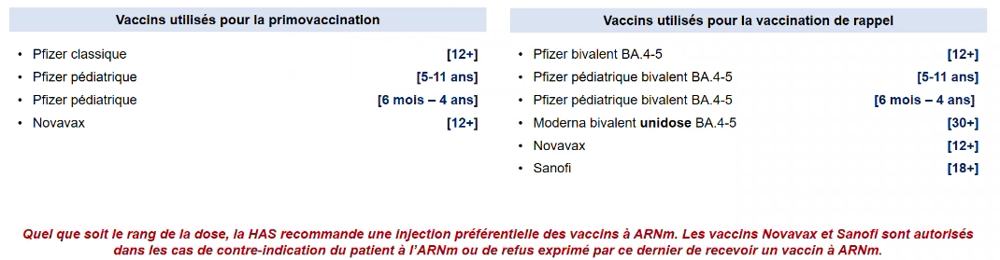 Vaccins utilisés pour la primovaccination
• Pfizer classique [12+]
• Pfizer pédiatrique [5-11 ans]
• Pfizer pédiatrique [6 mois – 4 ans]
• Novavax [12+]
Vaccins utilisés pour la vaccination de rappel
• Pfizer bivalent BA.4-5 [12+]
• Pfizer pédiatrique bivalent BA.4-5 [5-11 ans]
• Pfizer pédiatrique bivalent BA.4-5 [6 mois – 4 ans]
• Moderna bivalent unidose BA.4-5 [30+]
• Novavax [12+]
• Sanofi [18+]
Quel que soit le rang de la dose, la HAS recommande une injection préférentielle des vaccins à ARNm. Les vaccins Novavax et Sanofi sont autorisés
dans les cas de contre-indication du patient à l’ARNm ou de refus exprimé par ce dernier de recevoir un vaccin à ARNm.